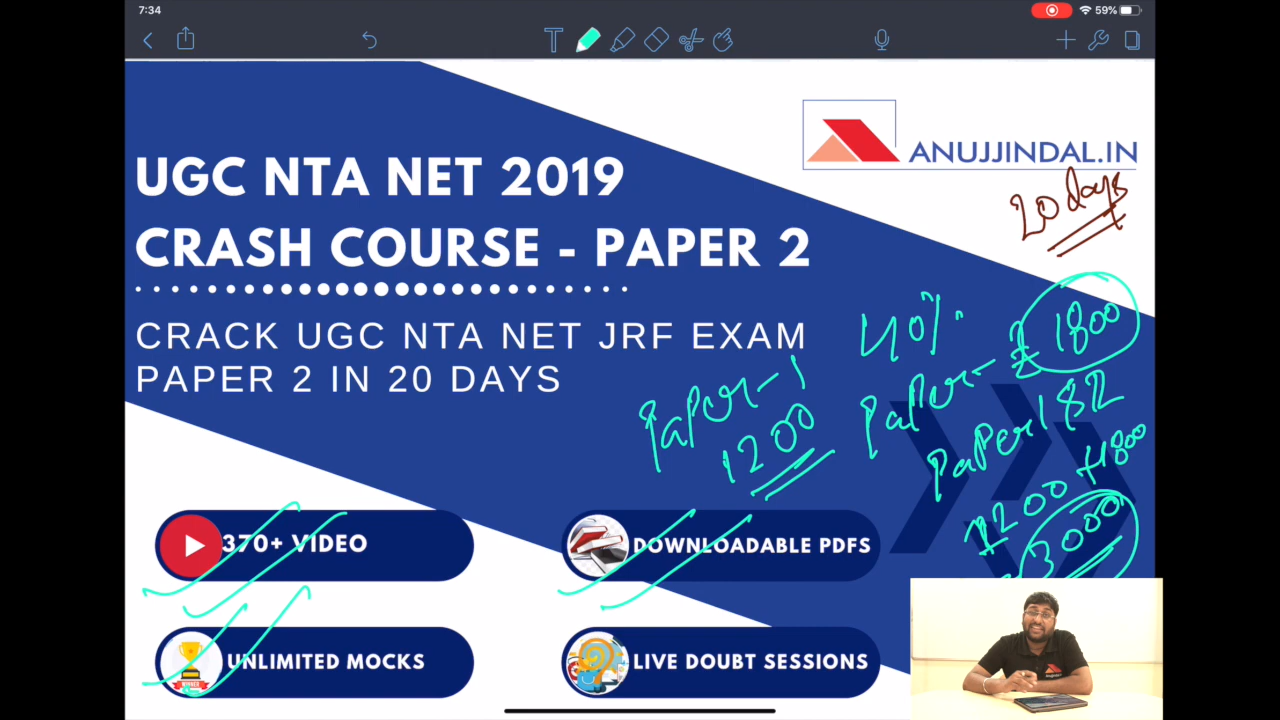 7:34
59%
ANUJJINDAL.IN
20 days
UGC NTA NET 2019
CRASH COURSE - PAPER 2
CRACK UGC NTA NET JRF EXAM
PAPER 2 IN 20 DAYS
40%
Paper-1
1200
Paper-2
1800
Paper 1 & 2
1200 + 1800
3000
370+ VIDEO
DOWNLOADABLE PDFS
UNLIMITED MOCKS
LIVE DOUBT SESSIONS